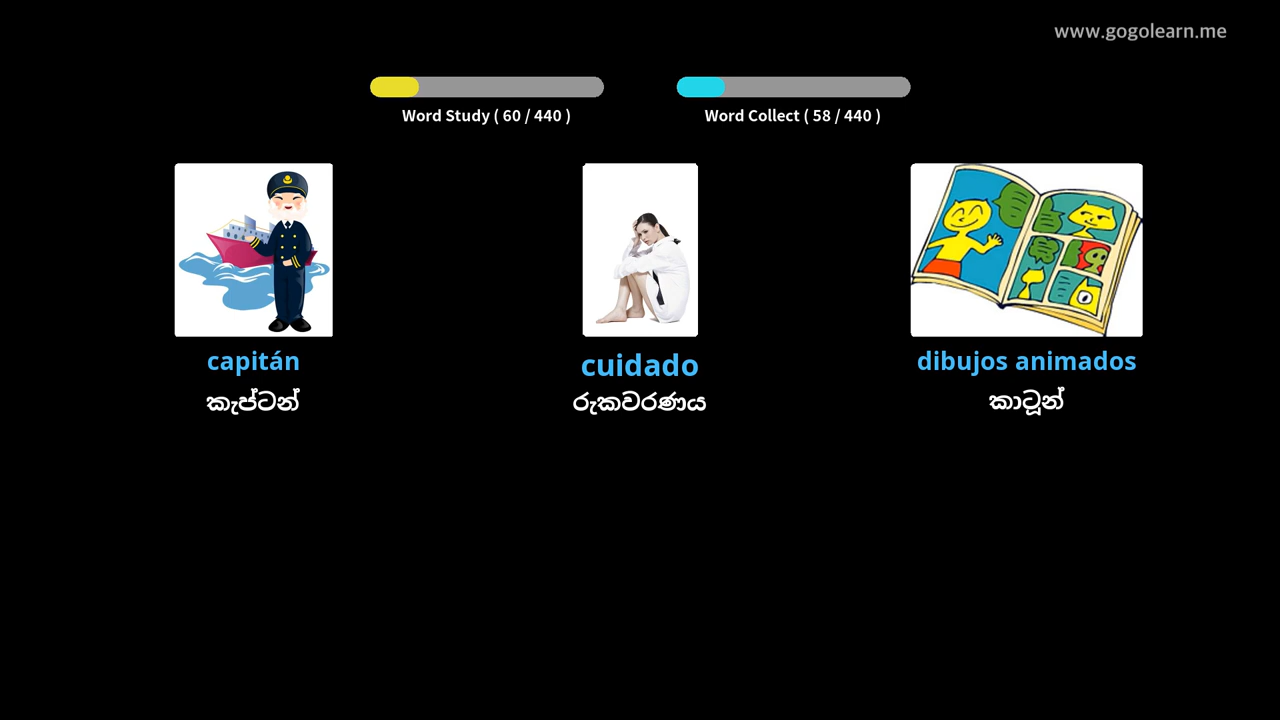 www.gogolearn.me
Word Study ( 60 / 440 )
Word Collect ( 58 / 440 )
capitán
cuidado
dibujos animados
කැප්ටන්
රුකවරණය
කාටූන්